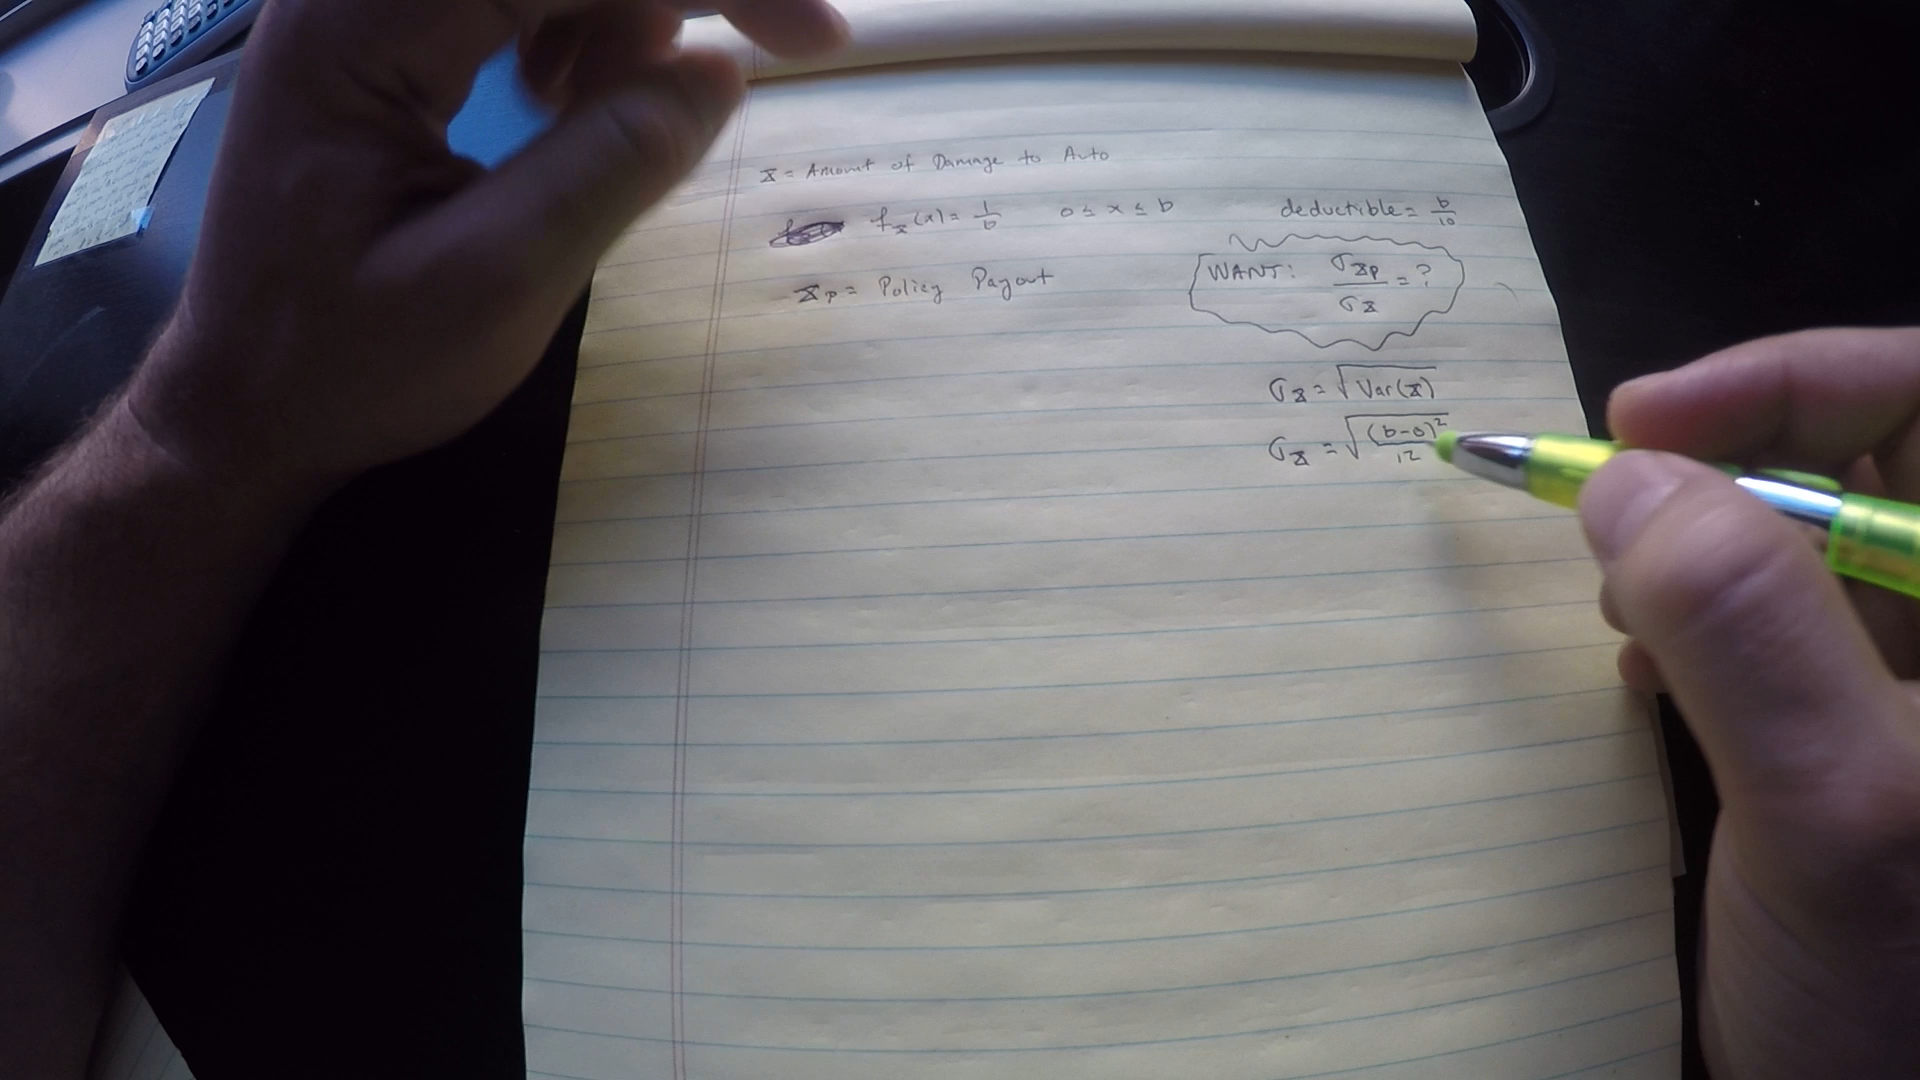 X = Amount of Damage to Auto
f_X(x) = 1/b 0 ≤ x ≤ b deductible = b/10
X_p = Policy Payout
WANT: σ_Xp / σ_X = ?
σ_X = √Var(X)
σ_X = √((b-0)²/12)